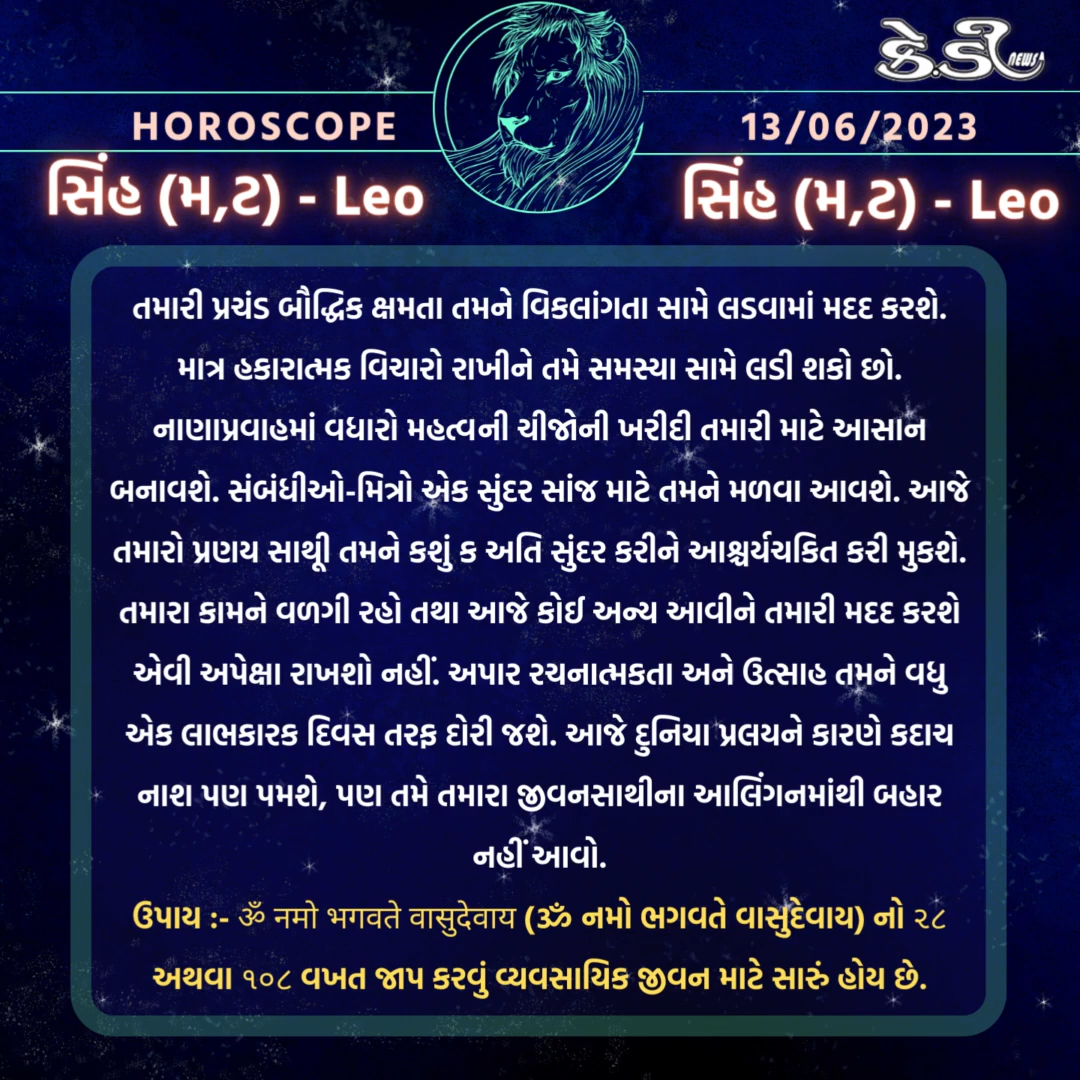 કે.ડી NEWS
HOROSCOPE
13/06/2023
સિંહ (મ,ટ) - Leo
સિંહ (મ,ટ) - Leo
તમારી પ્રચંડ બૌદ્ધિક ક્ષમતા તમને વિકલાંગતા સામે લડવામાં મદદ કરશે.
માત્ર હકારાત્મક વિચારો રાખીને તમે સમસ્યા સામે લડી શકો છો.
નાણાપ્રવાહમાં વધારો મહત્વની ચીજોની ખરીદી તમારી માટે આસાન
બનાવશે. સંબંધીઓ-મિત્રો એક સુંદર સાંજ માટે તમને મળવા આવશે. આજે
તમારો પ્રણય સાથી તમને કશું ક અતિ સુંદર કરીને આશ્ચર્યચકિત કરી મુકશે.
તમારા કામને વળગી રહો તથા આજે કોઈ અન્ય આવીને તમારી મદદ કરશે
એવી અપેક્ષા રાખશો નહીં. અપાર રચનાત્મકતા અને ઉત્સાહ તમને વધુ
એક લાભકારક દિવસ તરફ દોરી જશે. આજે દુનિયા પ્રલયને કારણે કદાચ
નાશ પણ પમશે, પણ તમે તમારા જીવનસાથીના આલિંગનમાંથી બહાર
નહીં આવો.
ઉપાય :- ॐ नमो भगवते वासुदेवाय (ૐ નમો ભગવતે વાસુદેવાય) નો ૨૮
અથવા ૧૦૮ વખત જાપ કરવું વ્યવસાયિક જીવન માટે સારું હોય છે.